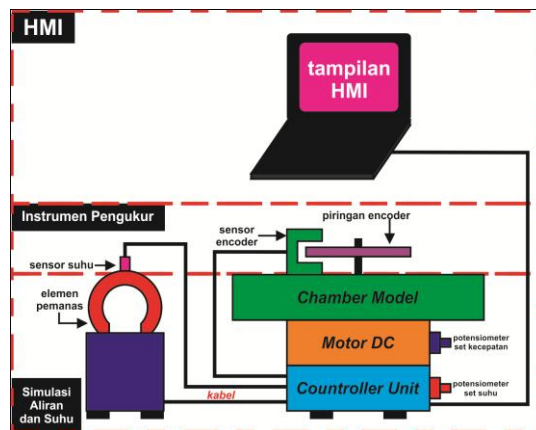 HMI
tampilan
HMI
Instrumen Pengukur
sensor
encoder
piringan encoder
sensor suhu
elemen
pemanas
Chamber Model
Motor DC
potensiometer
set kecepatan
Countroller Unit
potensiometer
set suhu
kabel
Simulasi
Aliran
dan Suhu